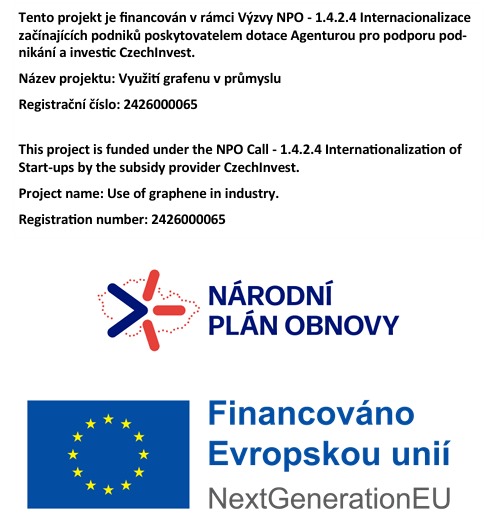 Tento projekt je financován v rámci Výzvy NPO - 1.4.2.4 Internacionalizace
začínajících podniků poskytovatelem dotace Agenturou pro podporu pod-
nikání a investic CzechInvest.
Název projektu: Využití grafenu v průmyslu
Registrační číslo: 2426000065
This project is funded under the NPO Call - 1.4.2.4 Internationalization of
Start-ups by the subsidy provider CzechInvest.
Project name: Use of graphene in industry.
Registration number: 2426000065
NÁRODNÍ
PLÁN OBNOVY
Financováno
Evropskou unií
NextGenerationEU